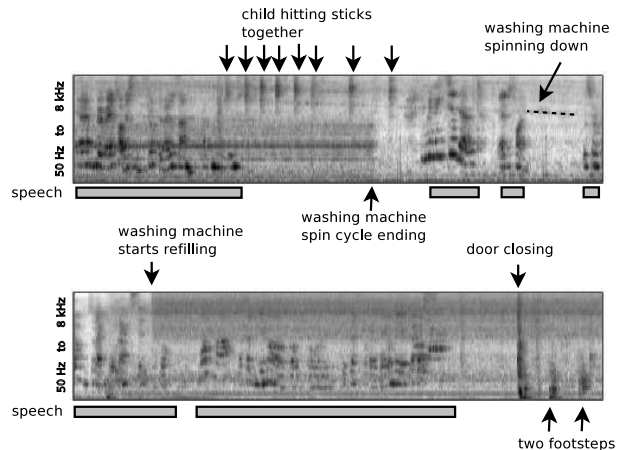 child hitting sticks
together
washing machine
spinning down
50 Hz  to  8 kHz
speech
washing machine
spin cycle ending
washing machine
starts refilling
door closing
50 Hz  to  8 kHz
speech
two footsteps